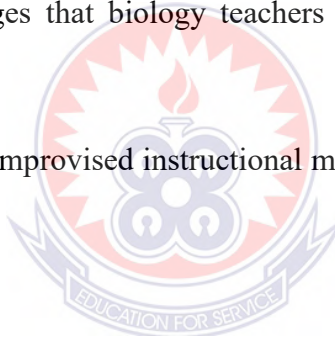 ges that biology teachers
mprovised instructional m
EDUCATION FOR SERVICE